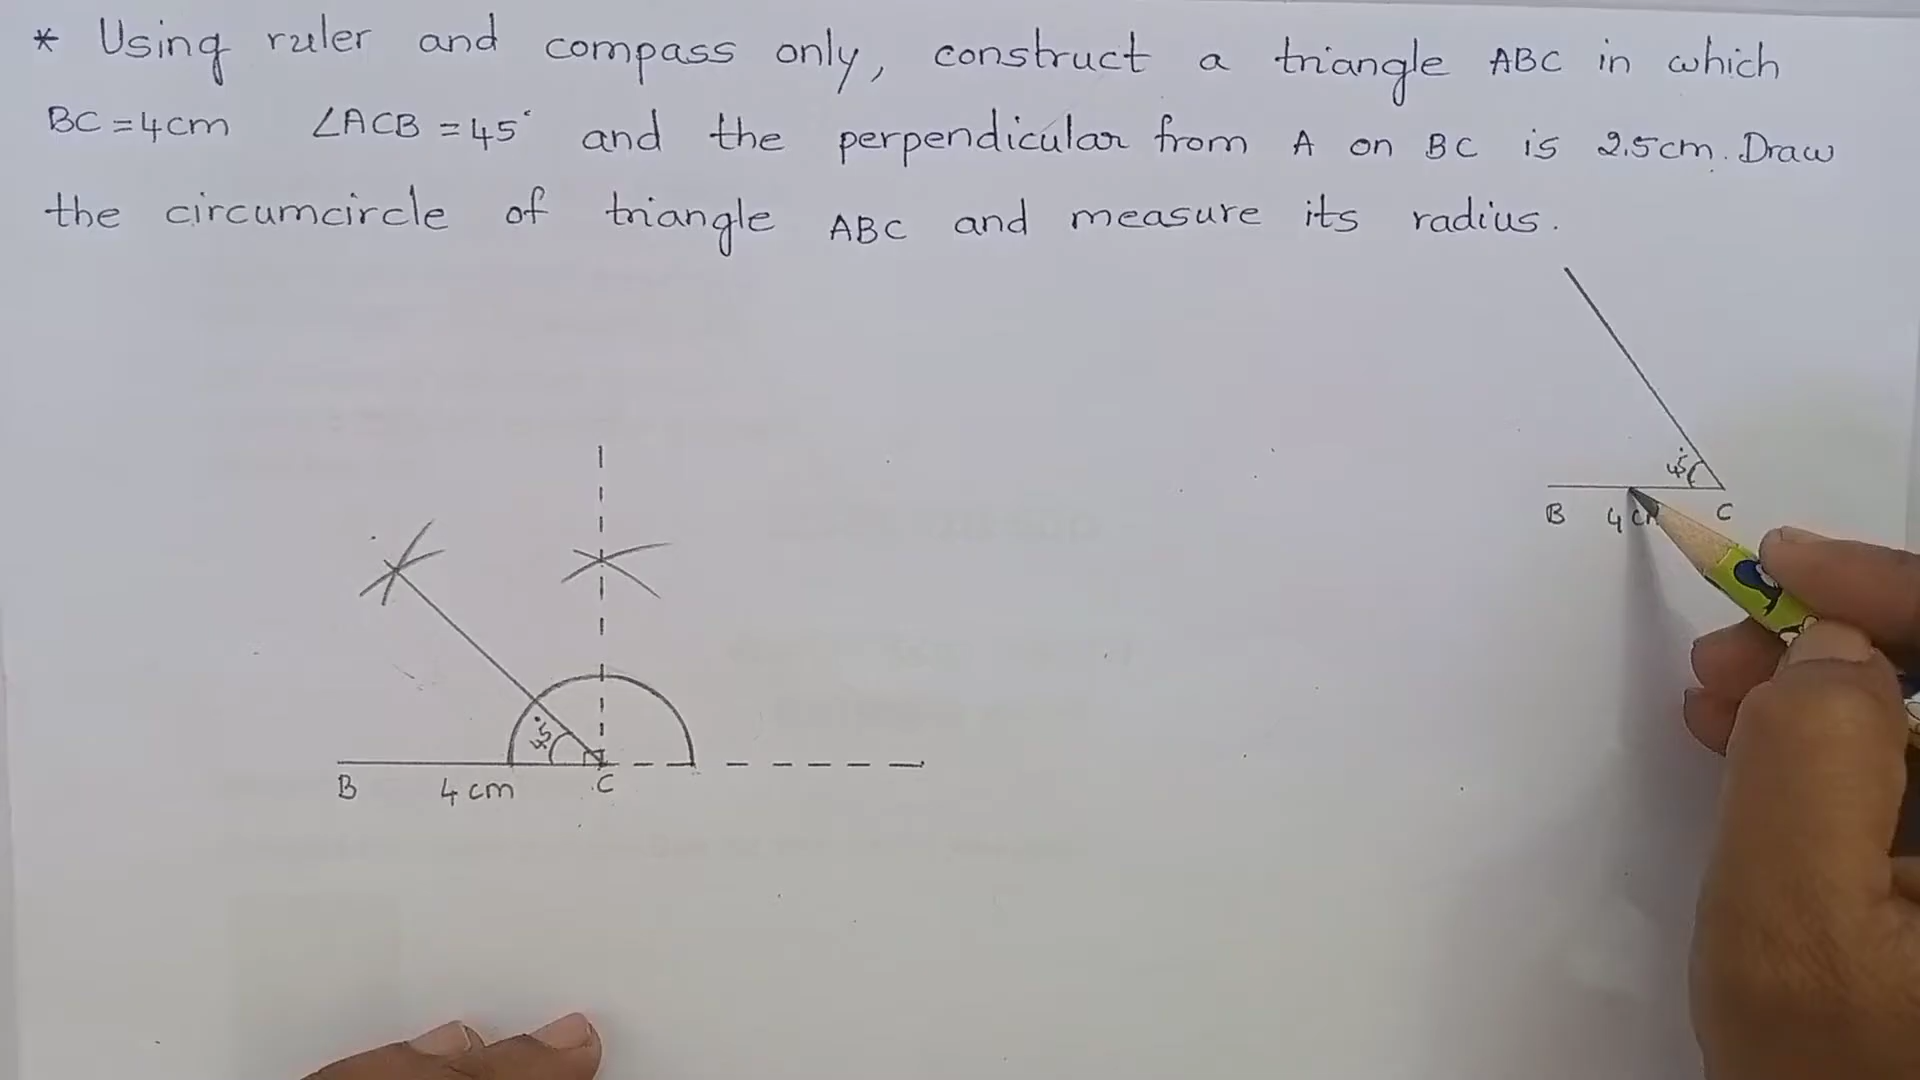 * Using ruler and compass only, construct a triangle ABC in which
BC = 4cm ∠ACB = 45° and the perpendicular from A on BC is 2.5cm. Draw
the circumcircle of triangle ABC and measure its radius.
45°
B 4 C
45°
B 4 cm C